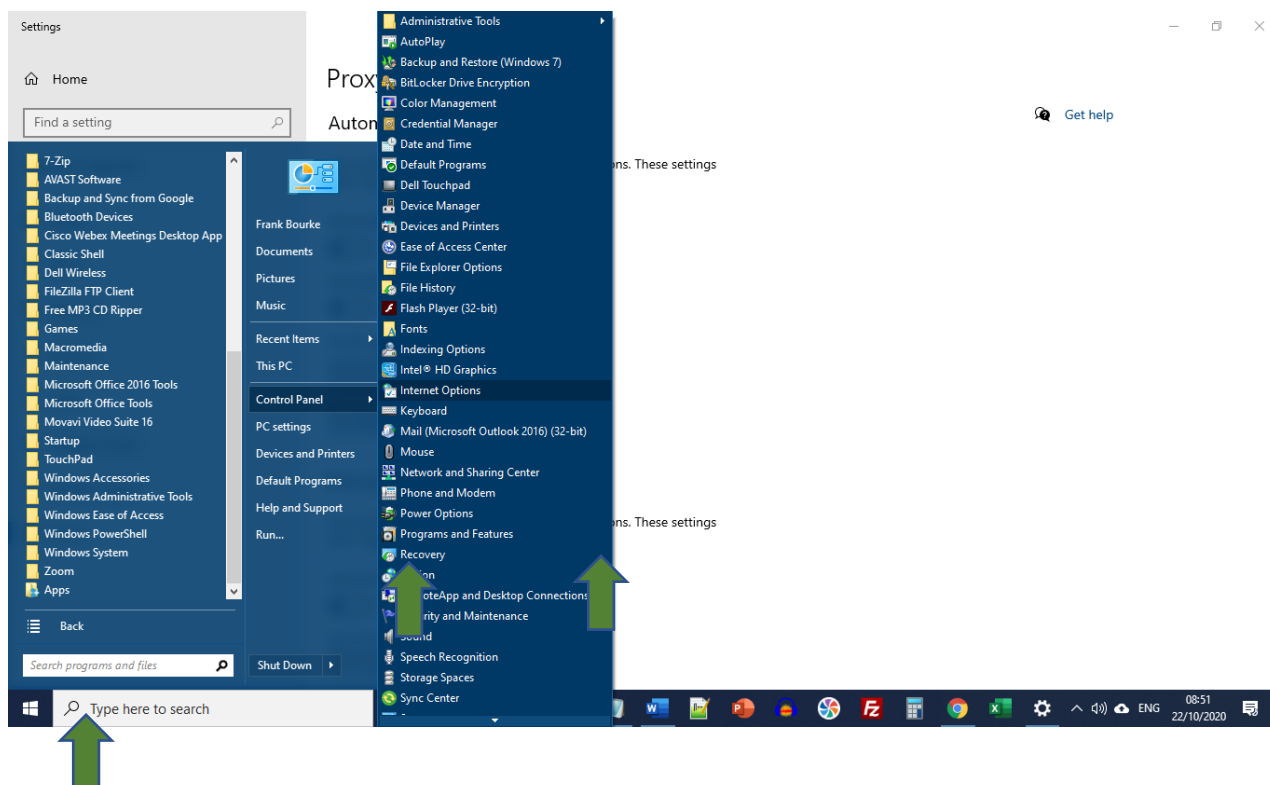 Settings
Home
Find a setting
Prox
Auton
ons. These settings
ons. These settings
Get help
7-Zip
AVAST Software
Backup and Sync from Google
Bluetooth Devices
Cisco Webex Meetings Desktop App
Classic Shell
Dell Wireless
FileZilla FTP Client
Free MP3 CD Ripper
Games
Macromedia
Maintenance
Microsoft Office 2016 Tools
Microsoft Office Tools
Movavi Video Suite 16
Startup
TouchPad
Windows Accessories
Windows Administrative Tools
Windows Ease of Access
Windows PowerShell
Windows System
Zoom
Apps
Back
Search programs and files
Frank Bourke
Documents
Pictures
Music
Recent Items
This PC
Control Panel
PC settings
Devices and Printers
Default Programs
Help and Support
Run...
Shut Down
Administrative Tools
AutoPlay
Backup and Restore (Windows 7)
BitLocker Drive Encryption
Color Management
Credential Manager
Date and Time
Default Programs
Dell Touchpad
Device Manager
Devices and Printers
Ease of Access Center
File Explorer Options
File History
Flash Player (32-bit)
Fonts
Indexing Options
Intel® HD Graphics
Internet Options
Keyboard
Mail (Microsoft Outlook 2016) (32-bit)
Mouse
Network and Sharing Center
Phone and Modem
Power Options
Programs and Features
Recovery
oteApp and Desktop Connections
rity and Maintenance
Sound
Speech Recognition
Storage Spaces
Sync Center
Type here to search
ENG
08:51
22/10/2020